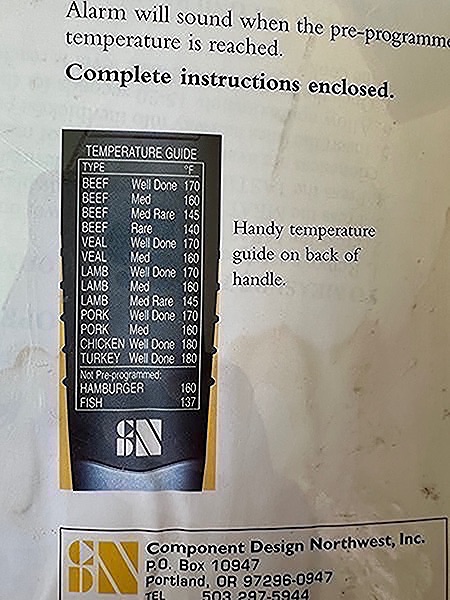 Alarm will sound when the pre-programme
temperature is reached.
Complete instructions enclosed.
TEMPERATURE GUIDE
TYPE °F
BEEF Well Done 170
BEEF Med 160
BEEF Med Rare 145
BEEF Rare 140
VEAL Well Done 170
VEAL Med 160
LAMB Well Done 170
LAMB Med 160
LAMB Med Rare 145
PORK Well Done 170
PORK Med 160
CHICKEN Well Done 180
TURKEY Well Done 180
Not Pre-programmed:
HAMBURGER 160
FISH 137
Handy temperature
guide on back of
handle.
CDN
CDN
Component Design Northwest, Inc.
P.O. Box 10947
Portland, OR 97296-0947
TEL 503 297-5944